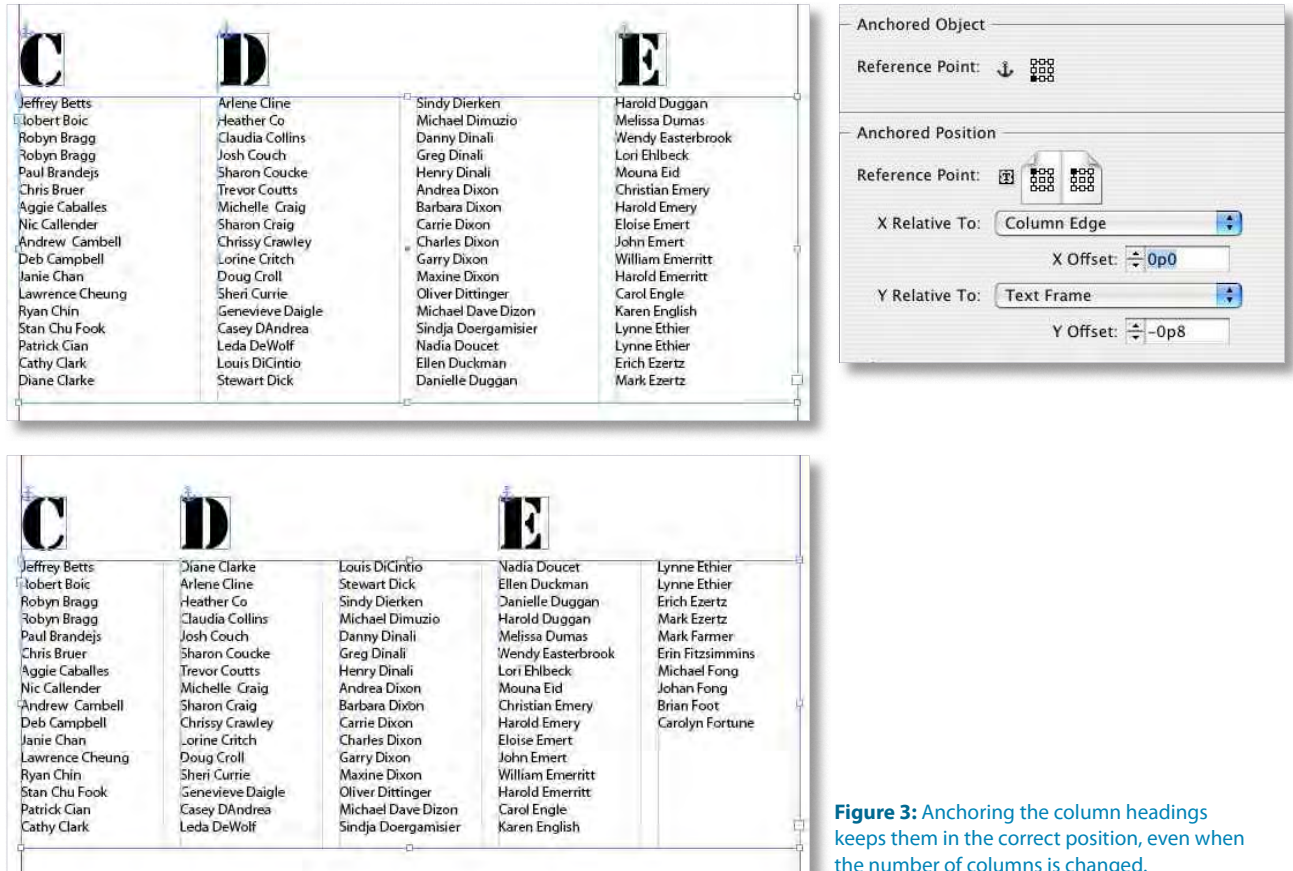 C
D
E
Jeffrey Betts
Robert Boic
Robyn Bragg
Robyn Bragg
Paul Brandejs
Chris Bruer
Aggie Caballes
Nic Callender
Andrew Cambell
Deb Campbell
Janie Chan
Lawrence Cheung
Ryan Chin
Stan Chu Fook
Patrick Cian
Cathy Clark
Diane Clarke
Arlene Cline
Heather Co
Claudia Collins
Josh Couch
Sharon Coucke
Trevor Coutts
Michelle Craig
Sharon Craig
Chrissy Crawley
Lorine Critch
Doug Croll
Sheri Currie
Genevieve Daigle
Casey DAndrea
Leda DeWolf
Louis DiCintio
Stewart Dick
Sindy Dierken
Michael Dimuzio
Danny Dinali
Greg Dinali
Henry Dinali
Andrea Dixon
Barbara Dixon
Carrie Dixon
Charles Dixon
Garry Dixon
Maxine Dixon
Oliver Dittinger
Michael Dave Dizon
Sindja Doergamisier
Nadia Doucet
Ellen Duckman
Danielle Duggan
Harold Duggan
Melissa Dumas
Wendy Easterbrook
Lori Ehlbeck
Mouna Eid
Christian Emery
Harold Emery
Eloise Emert
John Emert
William Emerritt
Harold Emerritt
Carol Engle
Karen English
Lynne Ethier
Lynne Ethier
Erich Ezertz
Mark Ezertz
Anchored Object
Reference Point:
Anchored Position
Reference Point:
X Relative To: Column Edge
X Offset: 0p0
Y Relative To: Text Frame
Y Offset: -0p8
C
D
E
Jeffrey Betts
Robert Boic
Robyn Bragg
Robyn Bragg
Paul Brandejs
Chris Bruer
Aggie Caballes
Nic Callender
Andrew Cambell
Deb Campbell
Janie Chan
Lawrence Cheung
Ryan Chin
Stan Chu Fook
Patrick Cian
Cathy Clark
Diane Clarke
Arlene Cline
Heather Co
Claudia Collins
Josh Couch
Sharon Coucke
Trevor Coutts
Michelle Craig
Sharon Craig
Chrissy Crawley
Lorine Critch
Doug Croll
Sheri Currie
Genevieve Daigle
Casey DAndrea
Leda DeWolf
Louis DiCintio
Stewart Dick
Sindy Dierken
Michael Dimuzio
Danny Dinali
Greg Dinali
Henry Dinali
Andrea Dixon
Barbara Dixon
Carrie Dixon
Charles Dixon
Garry Dixon
Maxine Dixon
Oliver Dittinger
Michael Dave Dizon
Sindja Doergamisier
Nadia Doucet
Ellen Duckman
Danielle Duggan
Harold Duggan
Melissa Dumas
Wendy Easterbrook
Lori Ehlbeck
Mouna Eid
Christian Emery
Harold Emery
Eloise Emert
John Emert
William Emerritt
Harold Emerritt
Carol Engle
Karen English
Lynne Ethier
Lynne Ethier
Erich Ezertz
Mark Ezertz
Mark Farmer
Erin Fitzsimmins
Michael Fong
Johan Fong
Brian Foot
Carolyn Fortune
Figure 3: Anchoring the column headings
keeps them in the correct position, even when
the number of columns is changed.